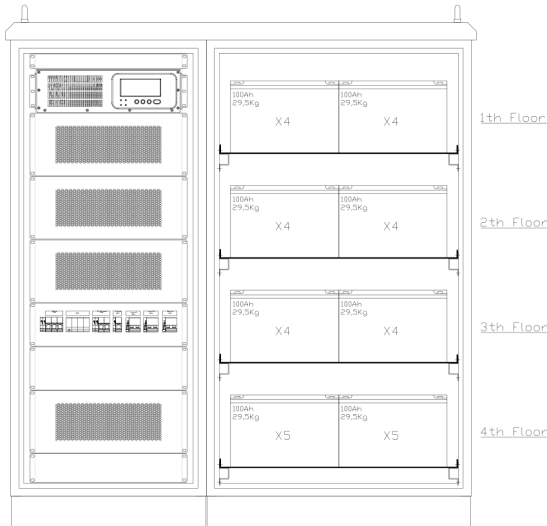 100Ah 100Ah
29,5Kg 29,5Kg
X4 X4
1th Floor
100Ah 100Ah
29,5Kg 29,5Kg
X4 X4
2th Floor
100Ah 100Ah
29,5Kg 29,5Kg
X4 X4
3th Floor
100Ah 100Ah
29,5Kg 29,5Kg
X5 X5
4th Floor